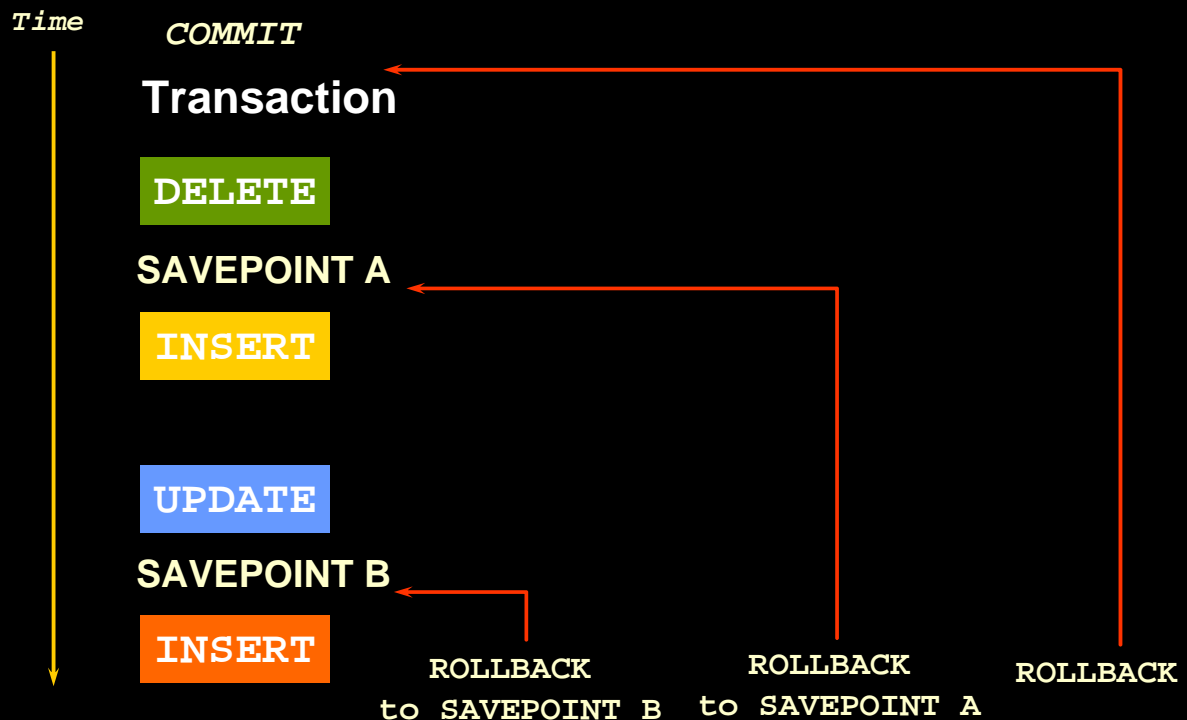 Time
COMMIT
Transaction
DELETE
SAVEPOINT A
INSERT
UPDATE
SAVEPOINT B
INSERT
ROLLBACK
to SAVEPOINT B
ROLLBACK
to SAVEPOINT A
ROLLBACK